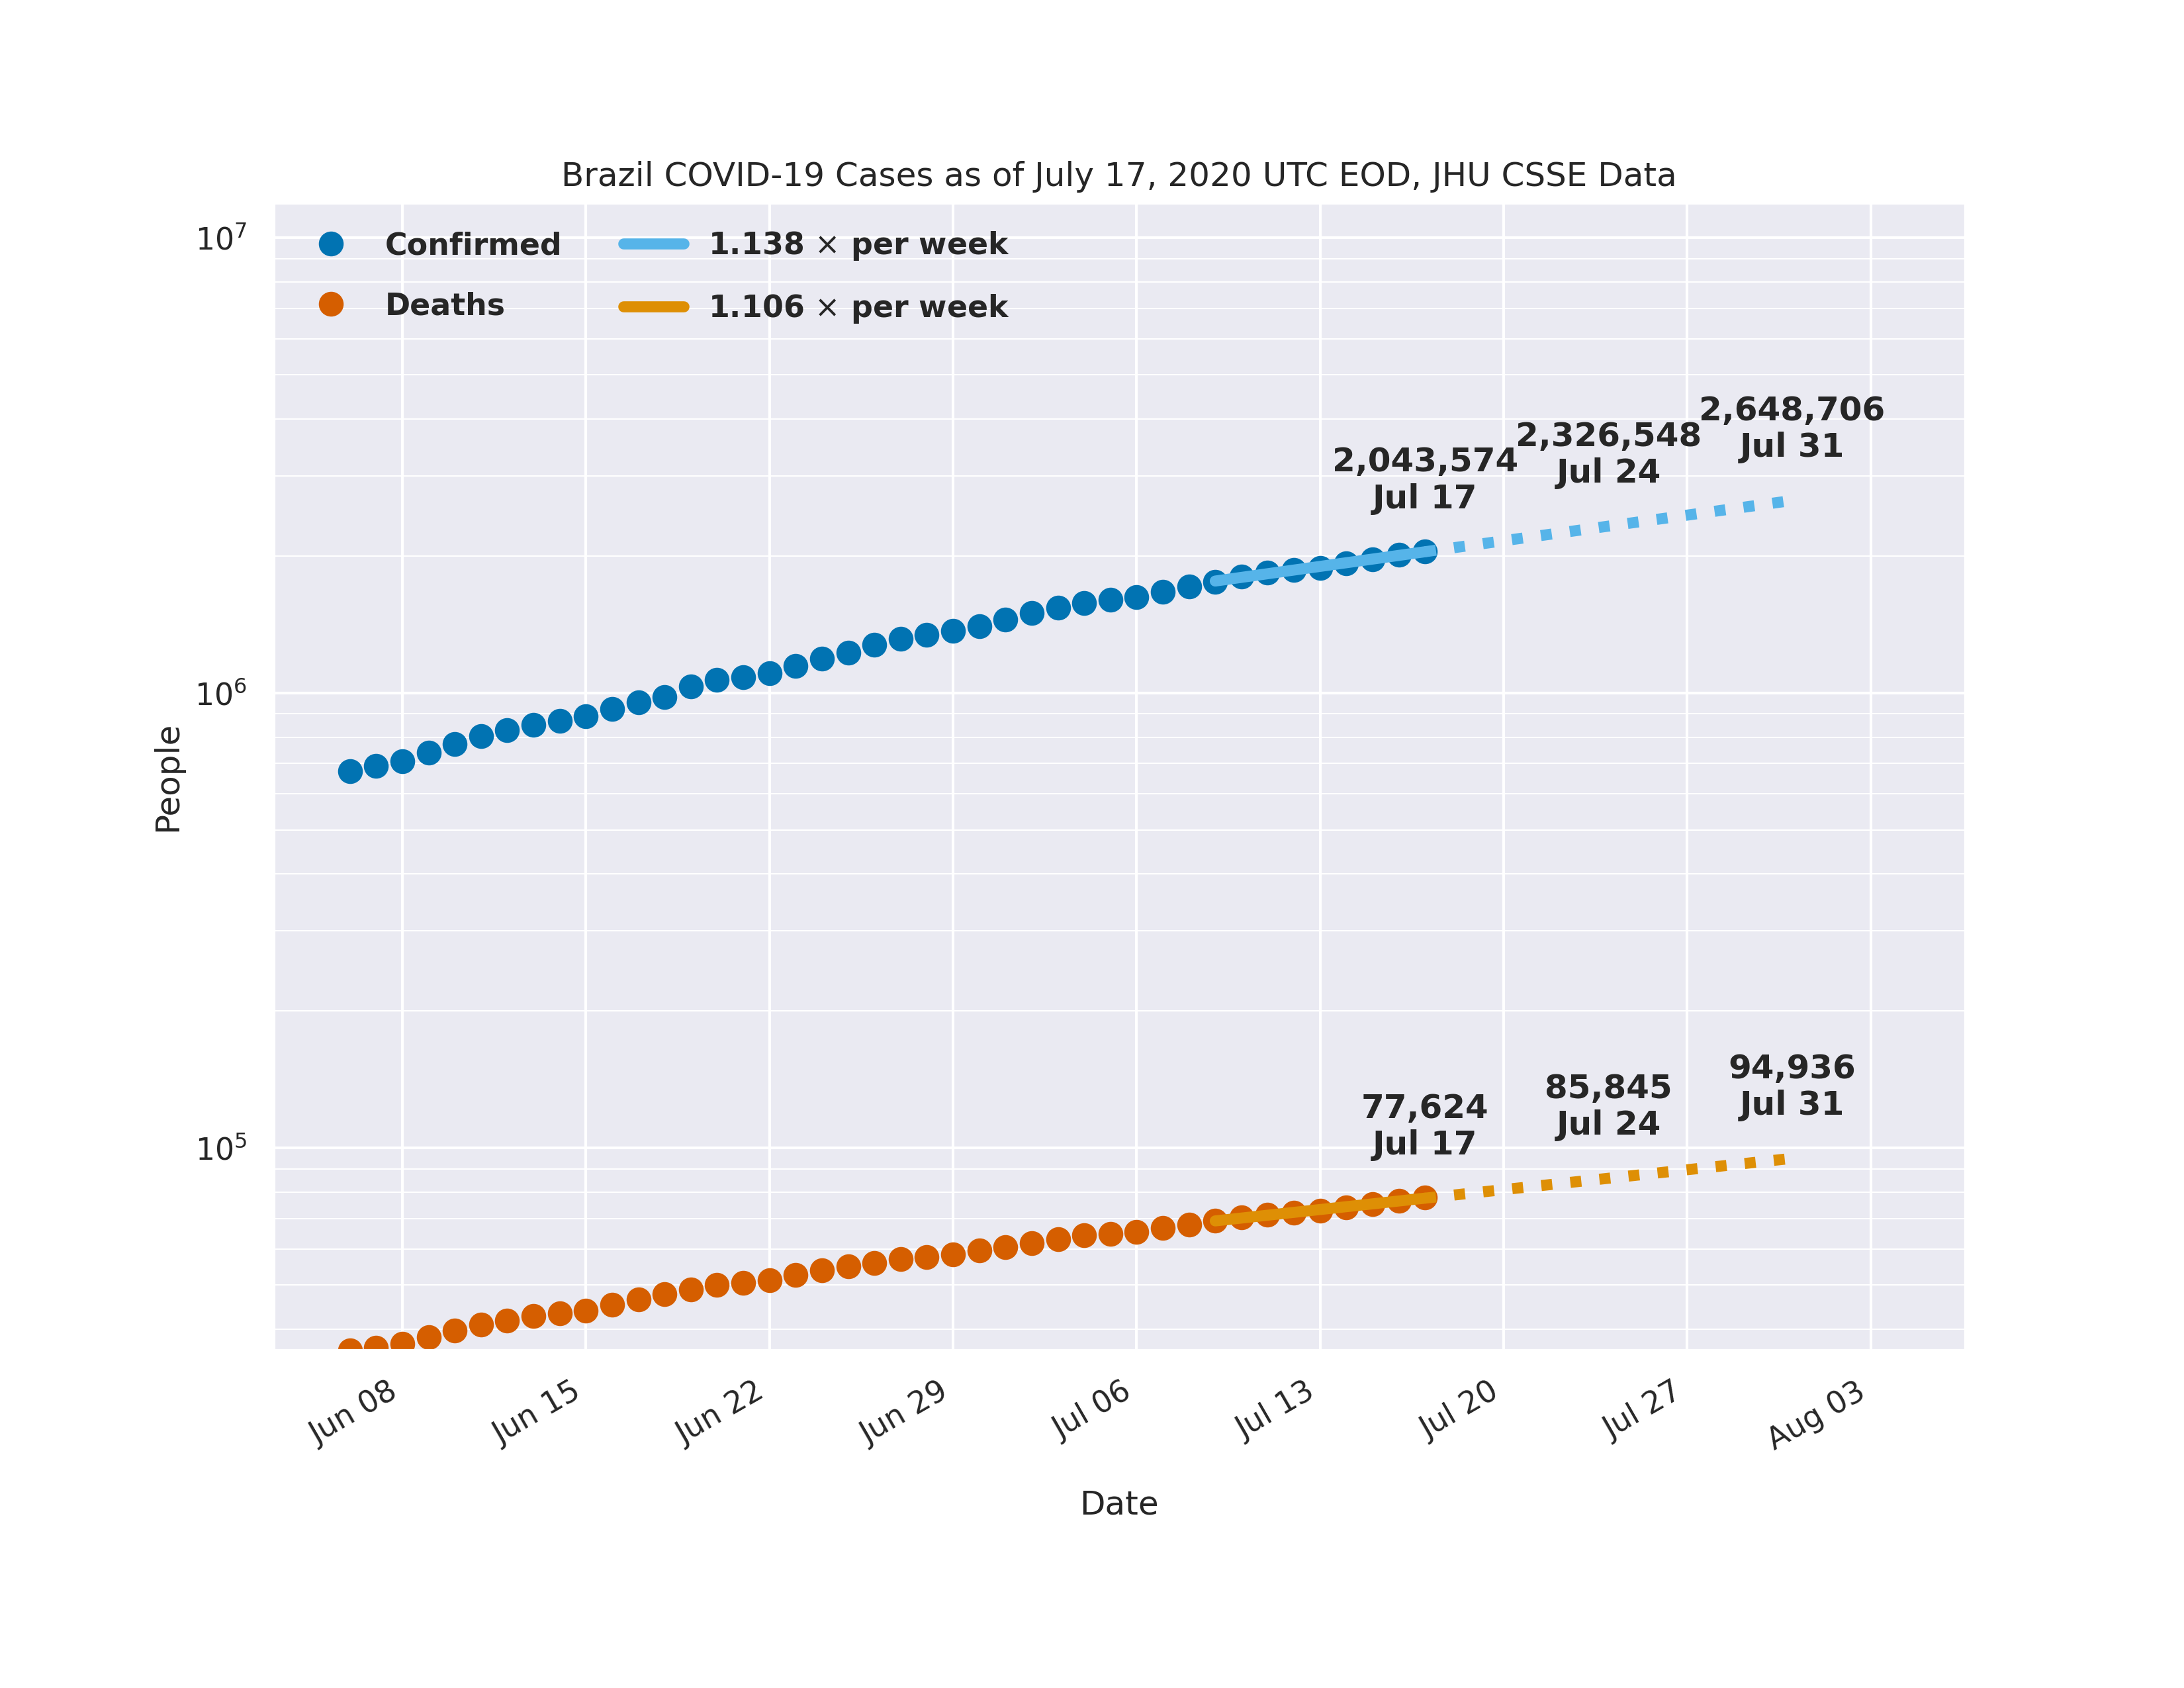 Brazil COVID-19 Cases as of July 17, 2020 UTC EOD, JHU CSSE Data
10⁷
Confirmed
1.138 × per week
Deaths
1.106 × per week
2,648,706
Jul 31
2,326,548
Jul 24
2,043,574
Jul 17
10⁶
People
94,936
Jul 31
85,845
Jul 24
77,624
Jul 17
10⁵
Jun 08
Jun 15
Jun 22
Jun 29
Jul 06
Jul 13
Jul 20
Jul 27
Aug 03
Date